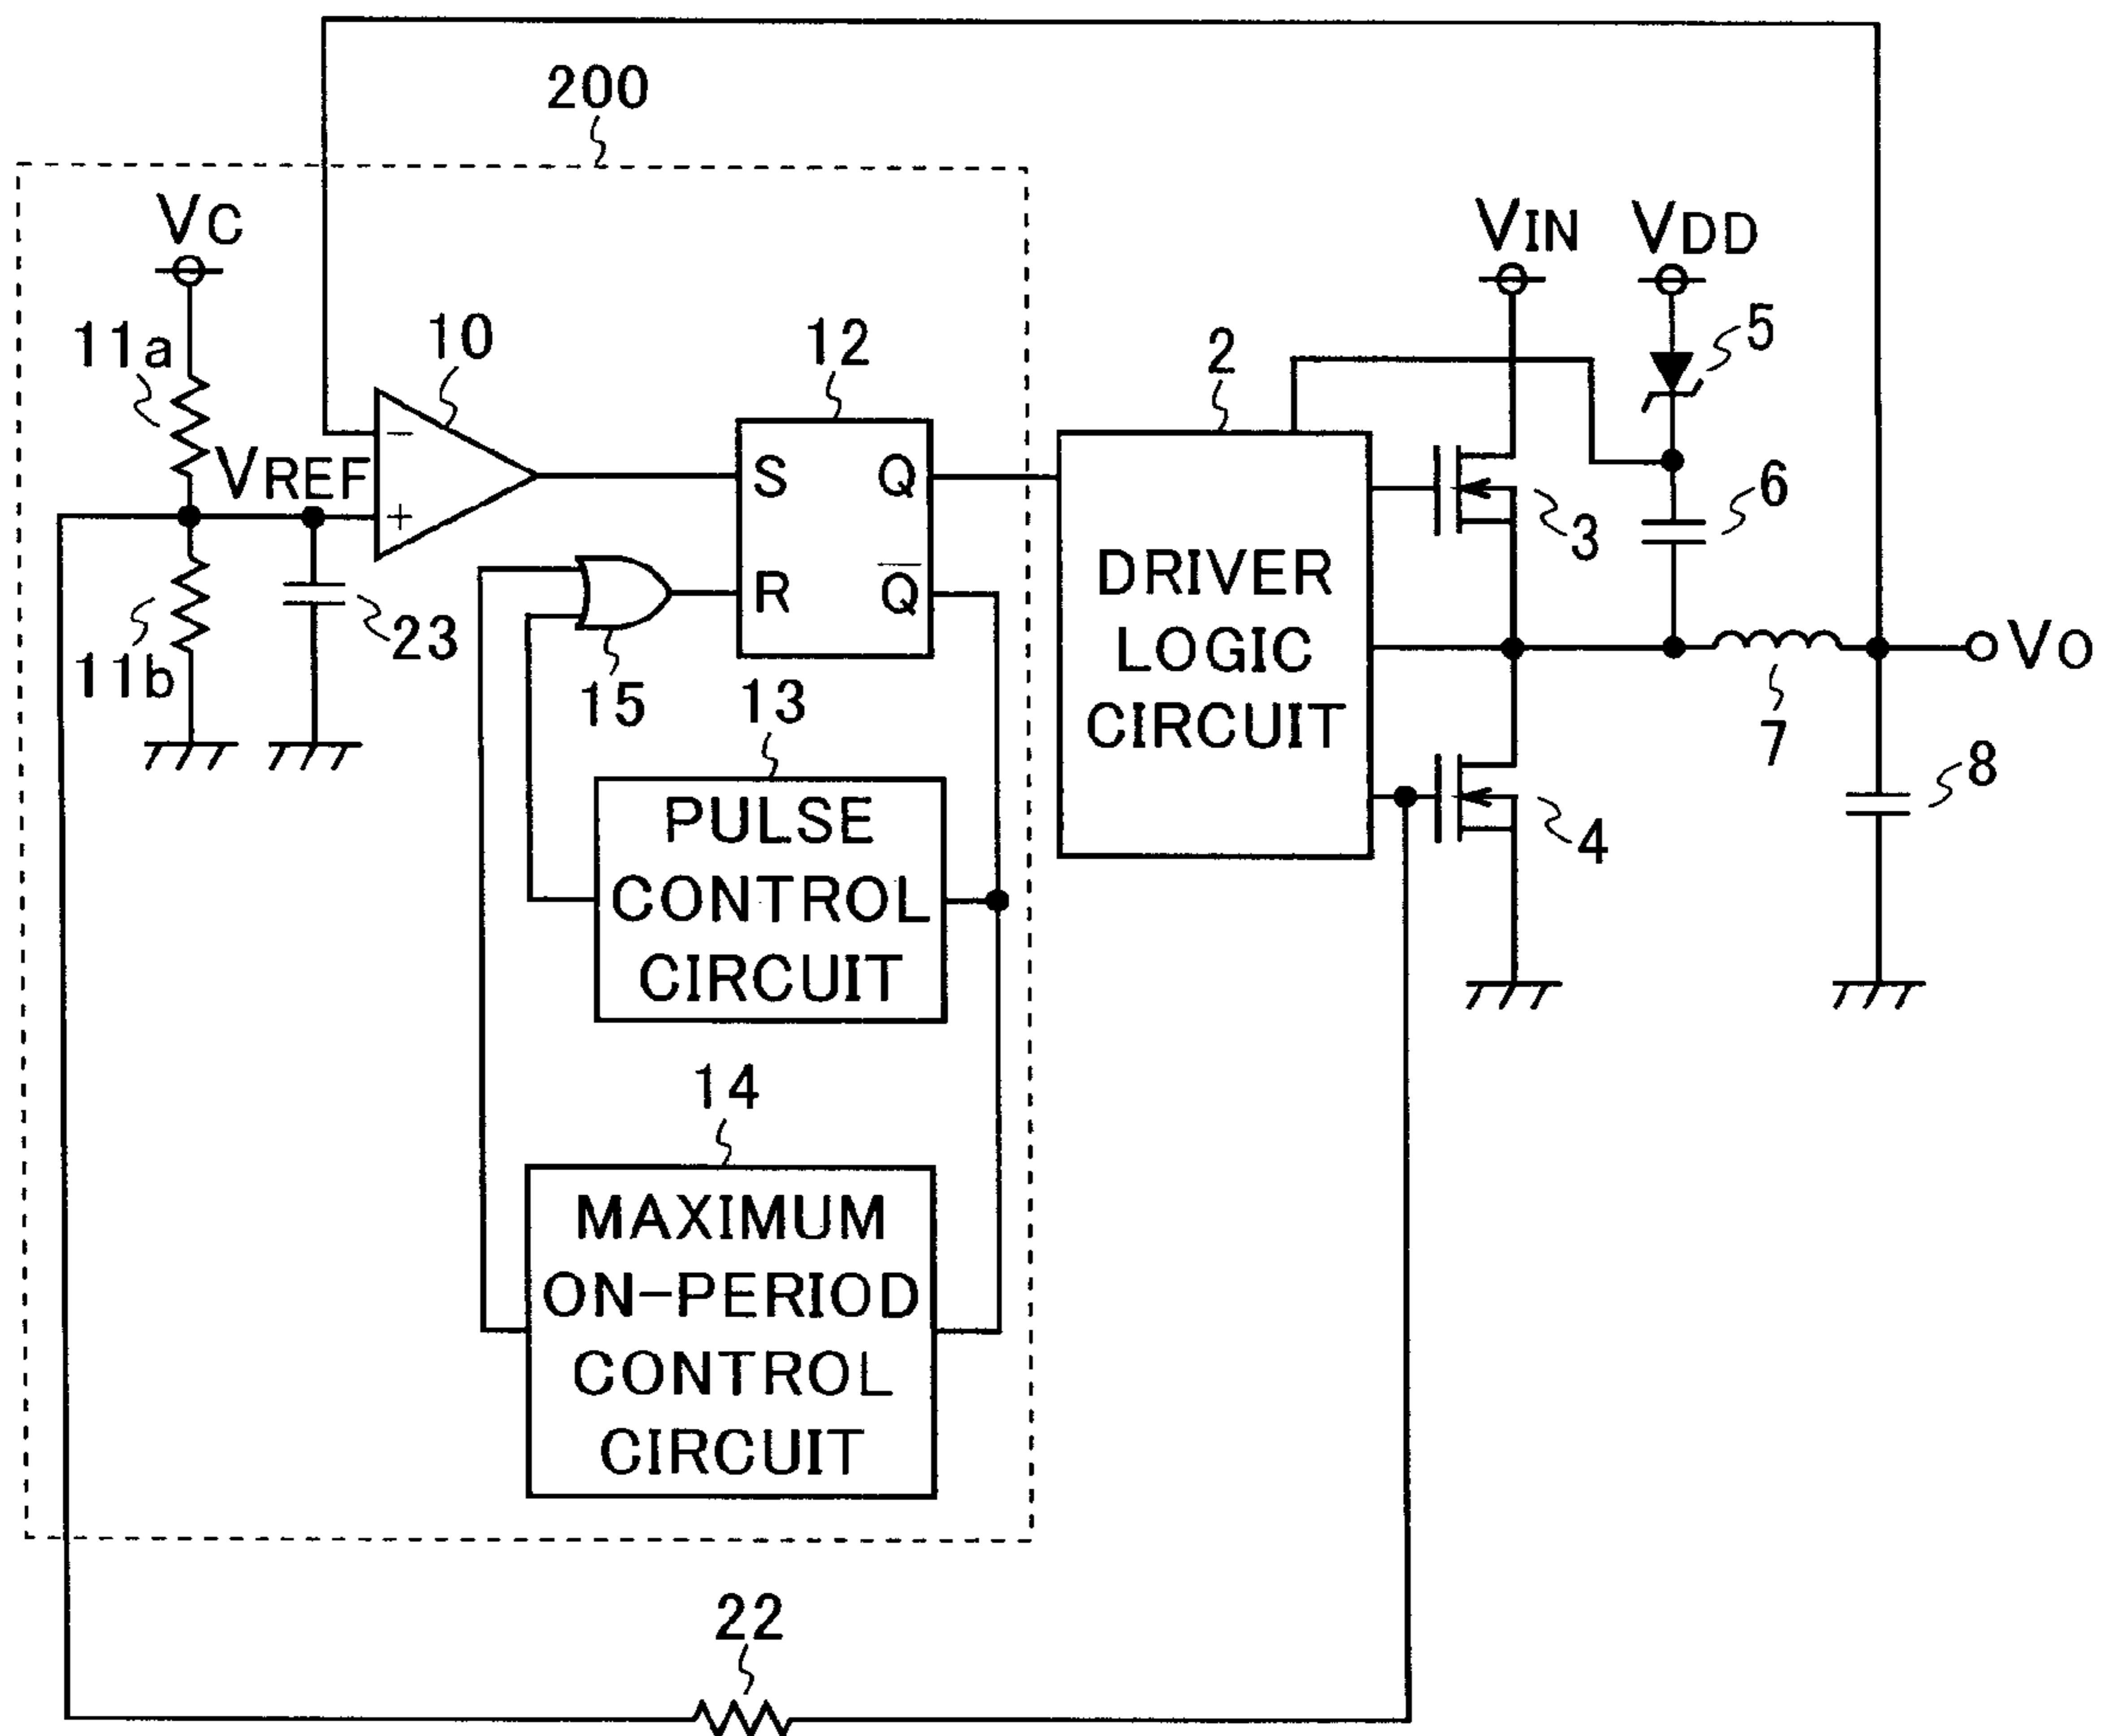 200
VC
VIN
VDD
11a
10
12
2
5
VREF
−
+
S
Q
R
Q̅
3
6
23
11b
15
13
DRIVER
LOGIC
CIRCUIT
VO
7
8
4
PULSE
CONTROL
CIRCUIT
14
MAXIMUM
ON-PERIOD
CONTROL
CIRCUIT
22